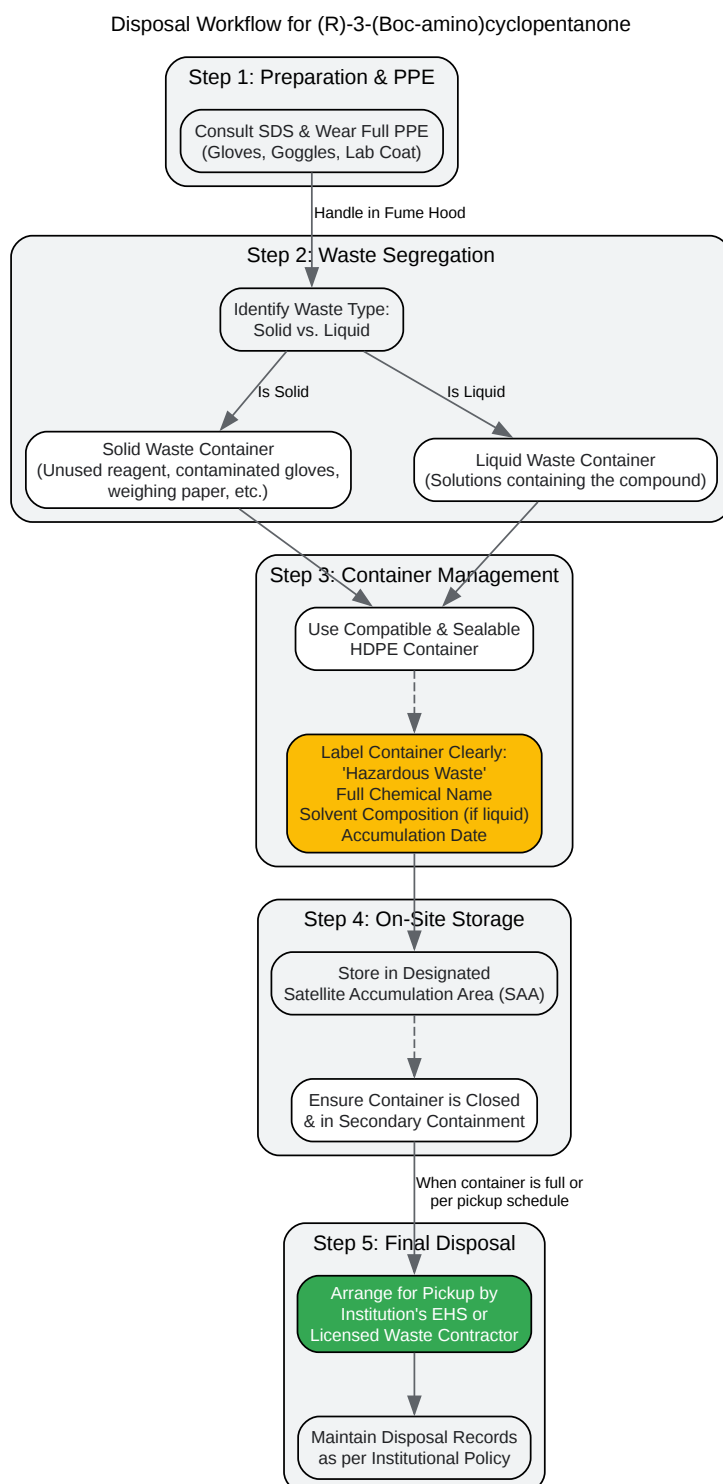 Disposal Workflow for (R)-3-(Boc-amino)cyclopentanone
Step 1: Preparation & PPE
Consult SDS & Wear Full PPE
(Gloves, Goggles, Lab Coat)
Handle in Fume Hood
Step 2: Waste Segregation
Identify Waste Type:
Solid vs. Liquid
Is Solid
Is Liquid
Solid Waste Container
(Unused reagent, contaminated gloves,
weighing paper, etc.)
Liquid Waste Container
(Solutions containing the compound)
Step 3: Container Management
Use Compatible & Sealable
HDPE Container
Label Container Clearly:
'Hazardous Waste'
Full Chemical Name
Solvent Composition (if liquid)
Accumulation Date
Step 4: On-Site Storage
Store in Designated
Satellite Accumulation Area (SAA)
Ensure Container is Closed
& in Secondary Containment
When container is full or
per pickup schedule
Step 5: Final Disposal
Arrange for Pickup by
Institution's EHS or
Licensed Waste Contractor
Maintain Disposal Records
as per Institutional Policy